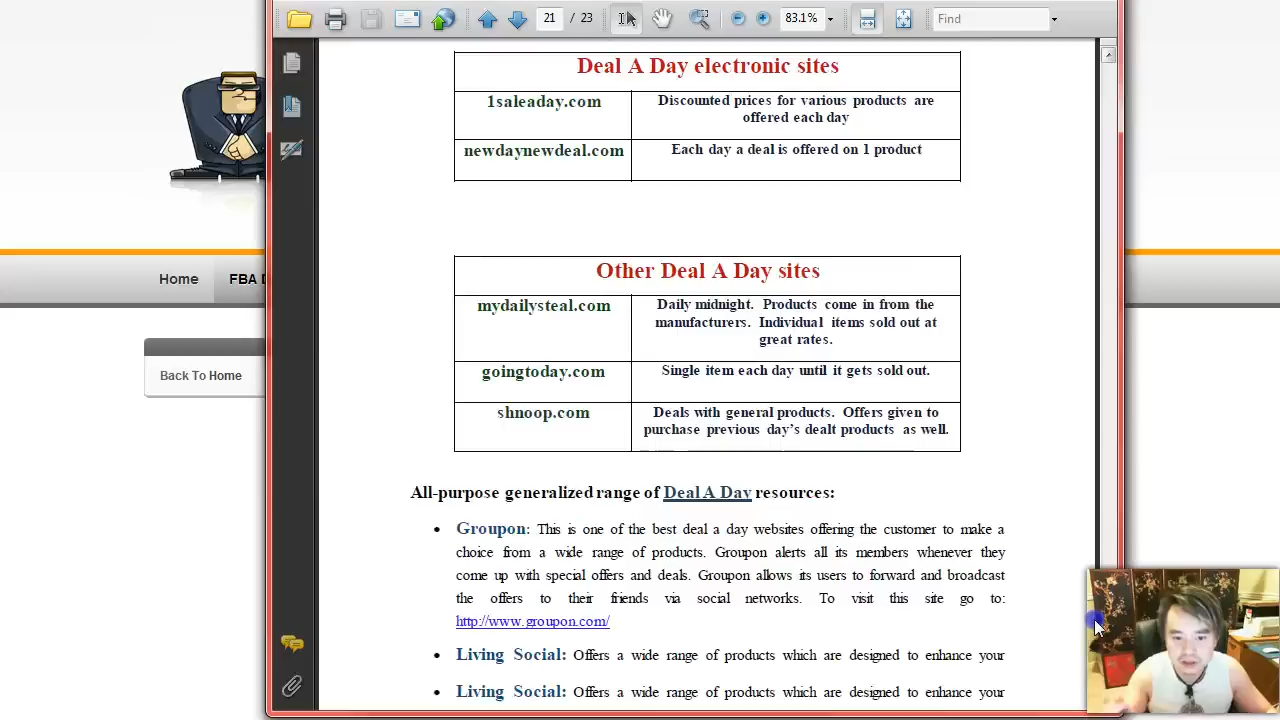 21 / 23
83.1%
Find
Deal A Day electronic sites
1saleaday.com
Discounted prices for various products are
offered each day
newdaynewdeal.com
Each day a deal is offered on 1 product
Other Deal A Day sites
mydailysteal.com
Daily midnight. Products come in from the
manufacturers. Individual items sold out at
great rates.
goingtoday.com
Single item each day until it gets sold out.
shnoop.com
Deals with general products. Offers given to
purchase previous day's dealt products as well.
Home
FBA
Back To Home
All-purpose generalized range of Deal A Day resources:
• Groupon: This is one of the best deal a day websites offering the customer to make a
choice from a wide range of products. Groupon alerts all its members whenever they
come up with special offers and deals. Groupon allows its users to forward and broadcast
the offers to their friends via social networks. To visit this site go to:
http://www.groupon.com/
• Living Social: Offers a wide range of products which are designed to enhance your
• Living Social: Offers a wide range of products which are designed to enhance your